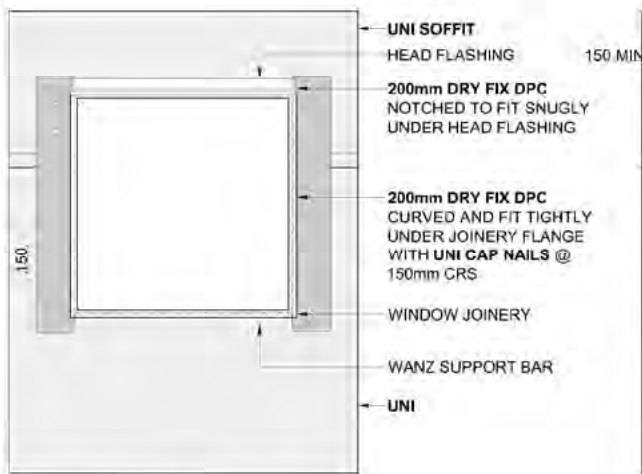 UNI SOFFIT
HEAD FLASHING
150 MIN
200mm DRY FIX DPC
NOTCHED TO FIT SNUGLY
UNDER HEAD FLASHING
200mm DRY FIX DPC
CURVED AND FIT TIGHTLY
UNDER JOINERY FLANGE
WITH UNI CAP NAILS @
150mm CRS
150.
WINDOW JOINERY
WANZ SUPPORT BAR
UNI